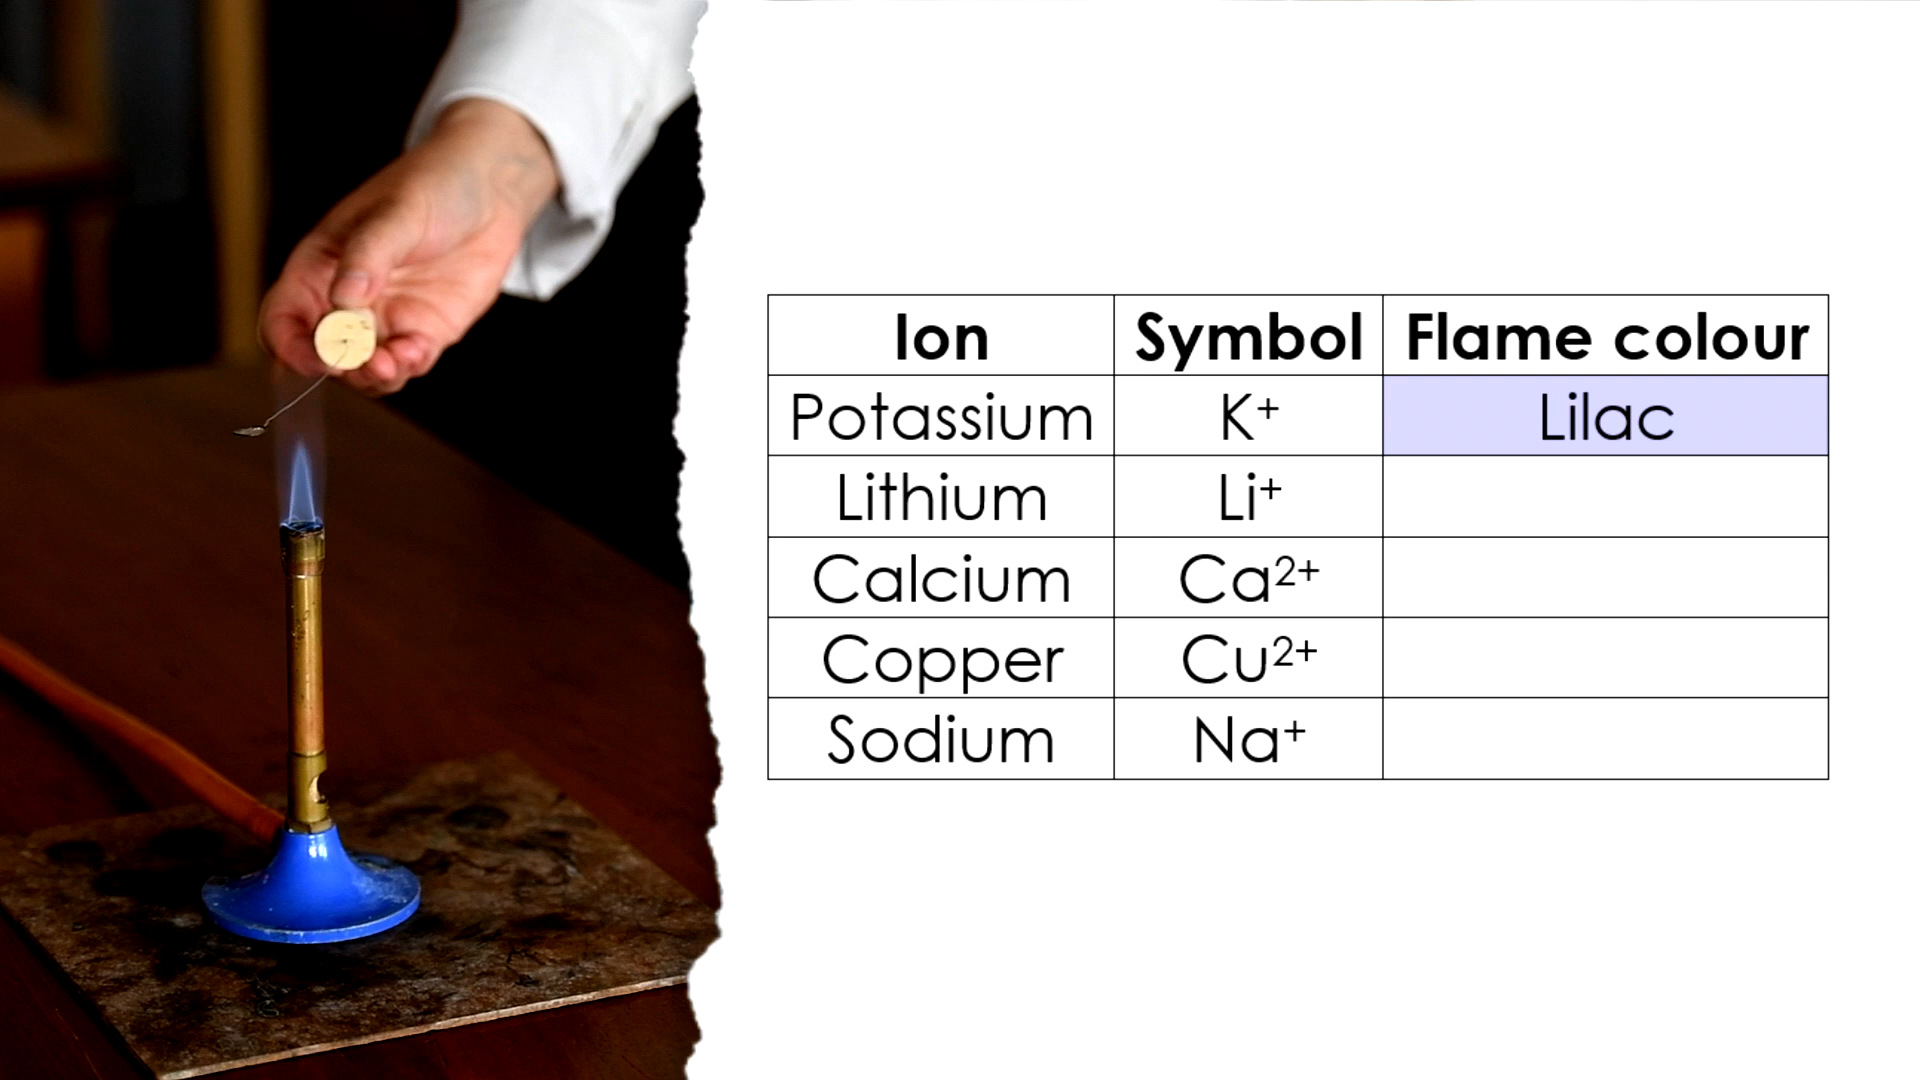 Ion Symbol Flame colour
Potassium K⁺ Lilac
Lithium Li⁺
Calcium Ca²⁺
Copper Cu²⁺
Sodium Na⁺